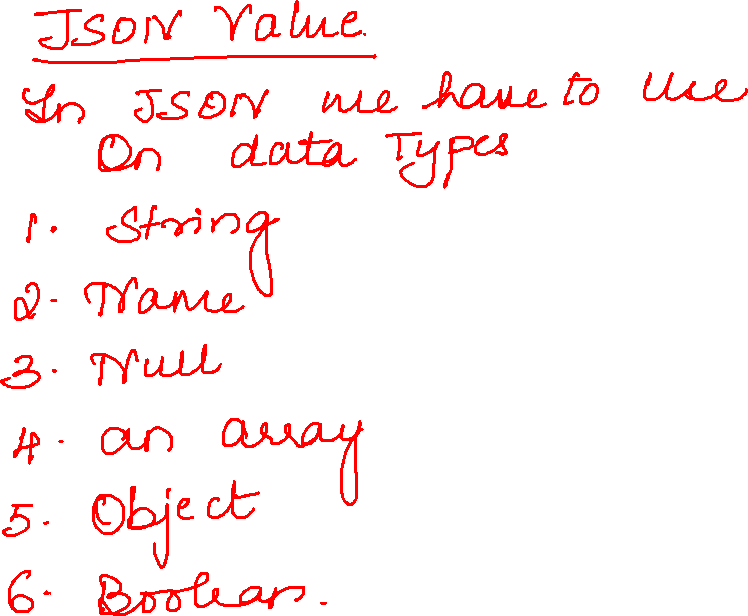 JSON Value.
In JSON we have to Use
On data Types
1. String
2. Name
3. Null
4. an array
5. Object
6. Boolean.